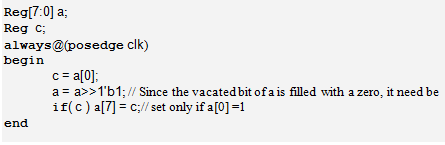 Reg[7:0] a;
Reg c;
always@(posedge clk)
begin
c = a[0];
a = a>>1'b1; // Since the vacated bit of a is filled with a zero, it need be
if( c ) a[7] = c;// set only if a[0] =1
end